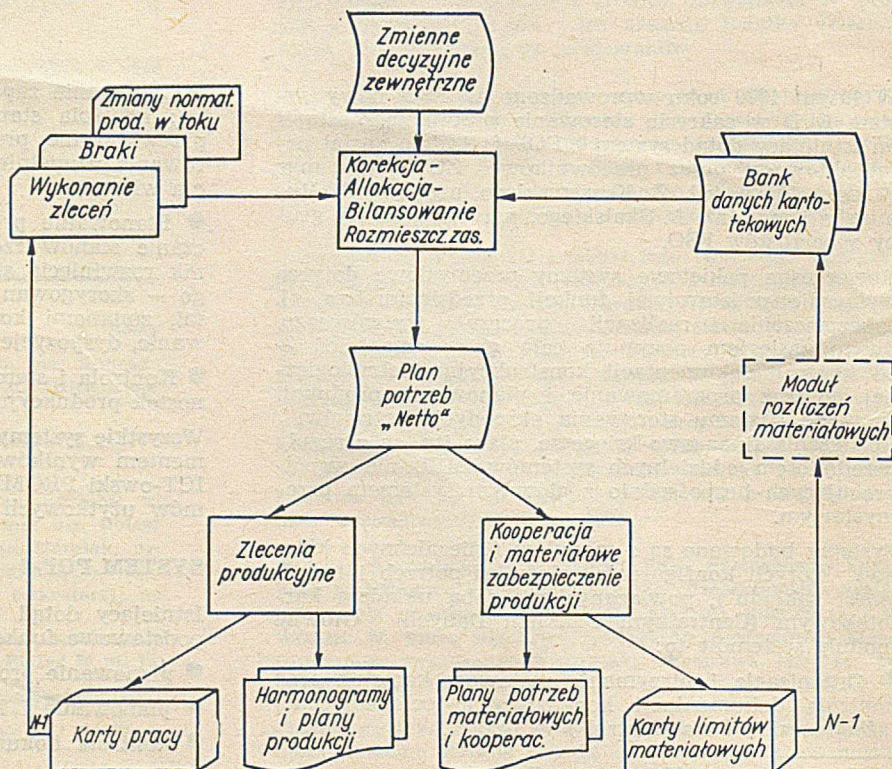 Zmienne
decyzyjne
zewnętrzne
Zmiany normat.
prod. w toku
Braki
Wykonanie
zleceń
Korekcja-
Allokacja-
Bilansowanie
Rozmieszcz.zas.
Bank
danych karto-
tekowych
Plan
potrzeb
„Netto"
Moduł
rozliczeń
materiałowych
Zlecenia
produkcyjne
Kooperacja
i materiałowe
zabezpieczenie
produkcji
N-1
Karty pracy
Harmonogramy
i plany
produkcji
Plany potrzeb
materiałowych
i kooperac.
Karty limitów
materiałowych
N-1